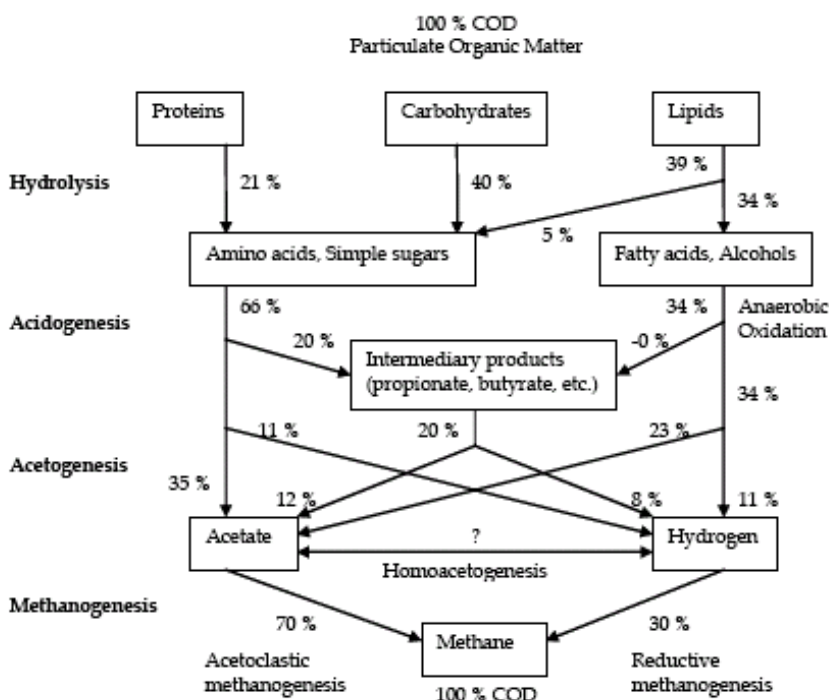 100 % COD
Particulate Organic Matter
Proteins
Carbohydrates
Lipids
Hydrolysis
21 %
40 %
39 %
34 %
5 %
Amino acids, Simple sugars
Fatty acids, Alcohols
Acidogenesis
66 %
34 %
Anaerobic
Oxidation
20 %
-0 %
Intermediary products
(propionate, butyrate, etc.)
34 %
11 %
20 %
23 %
Acetogenesis
35 %
12 %
8 %
11 %
Acetate
?
Hydrogen
Homoacetogenesis
Methanogenesis
70 %
Methane
30 %
Acetoclastic
methanogenesis
Reductive
methanogenesis
100 % COD